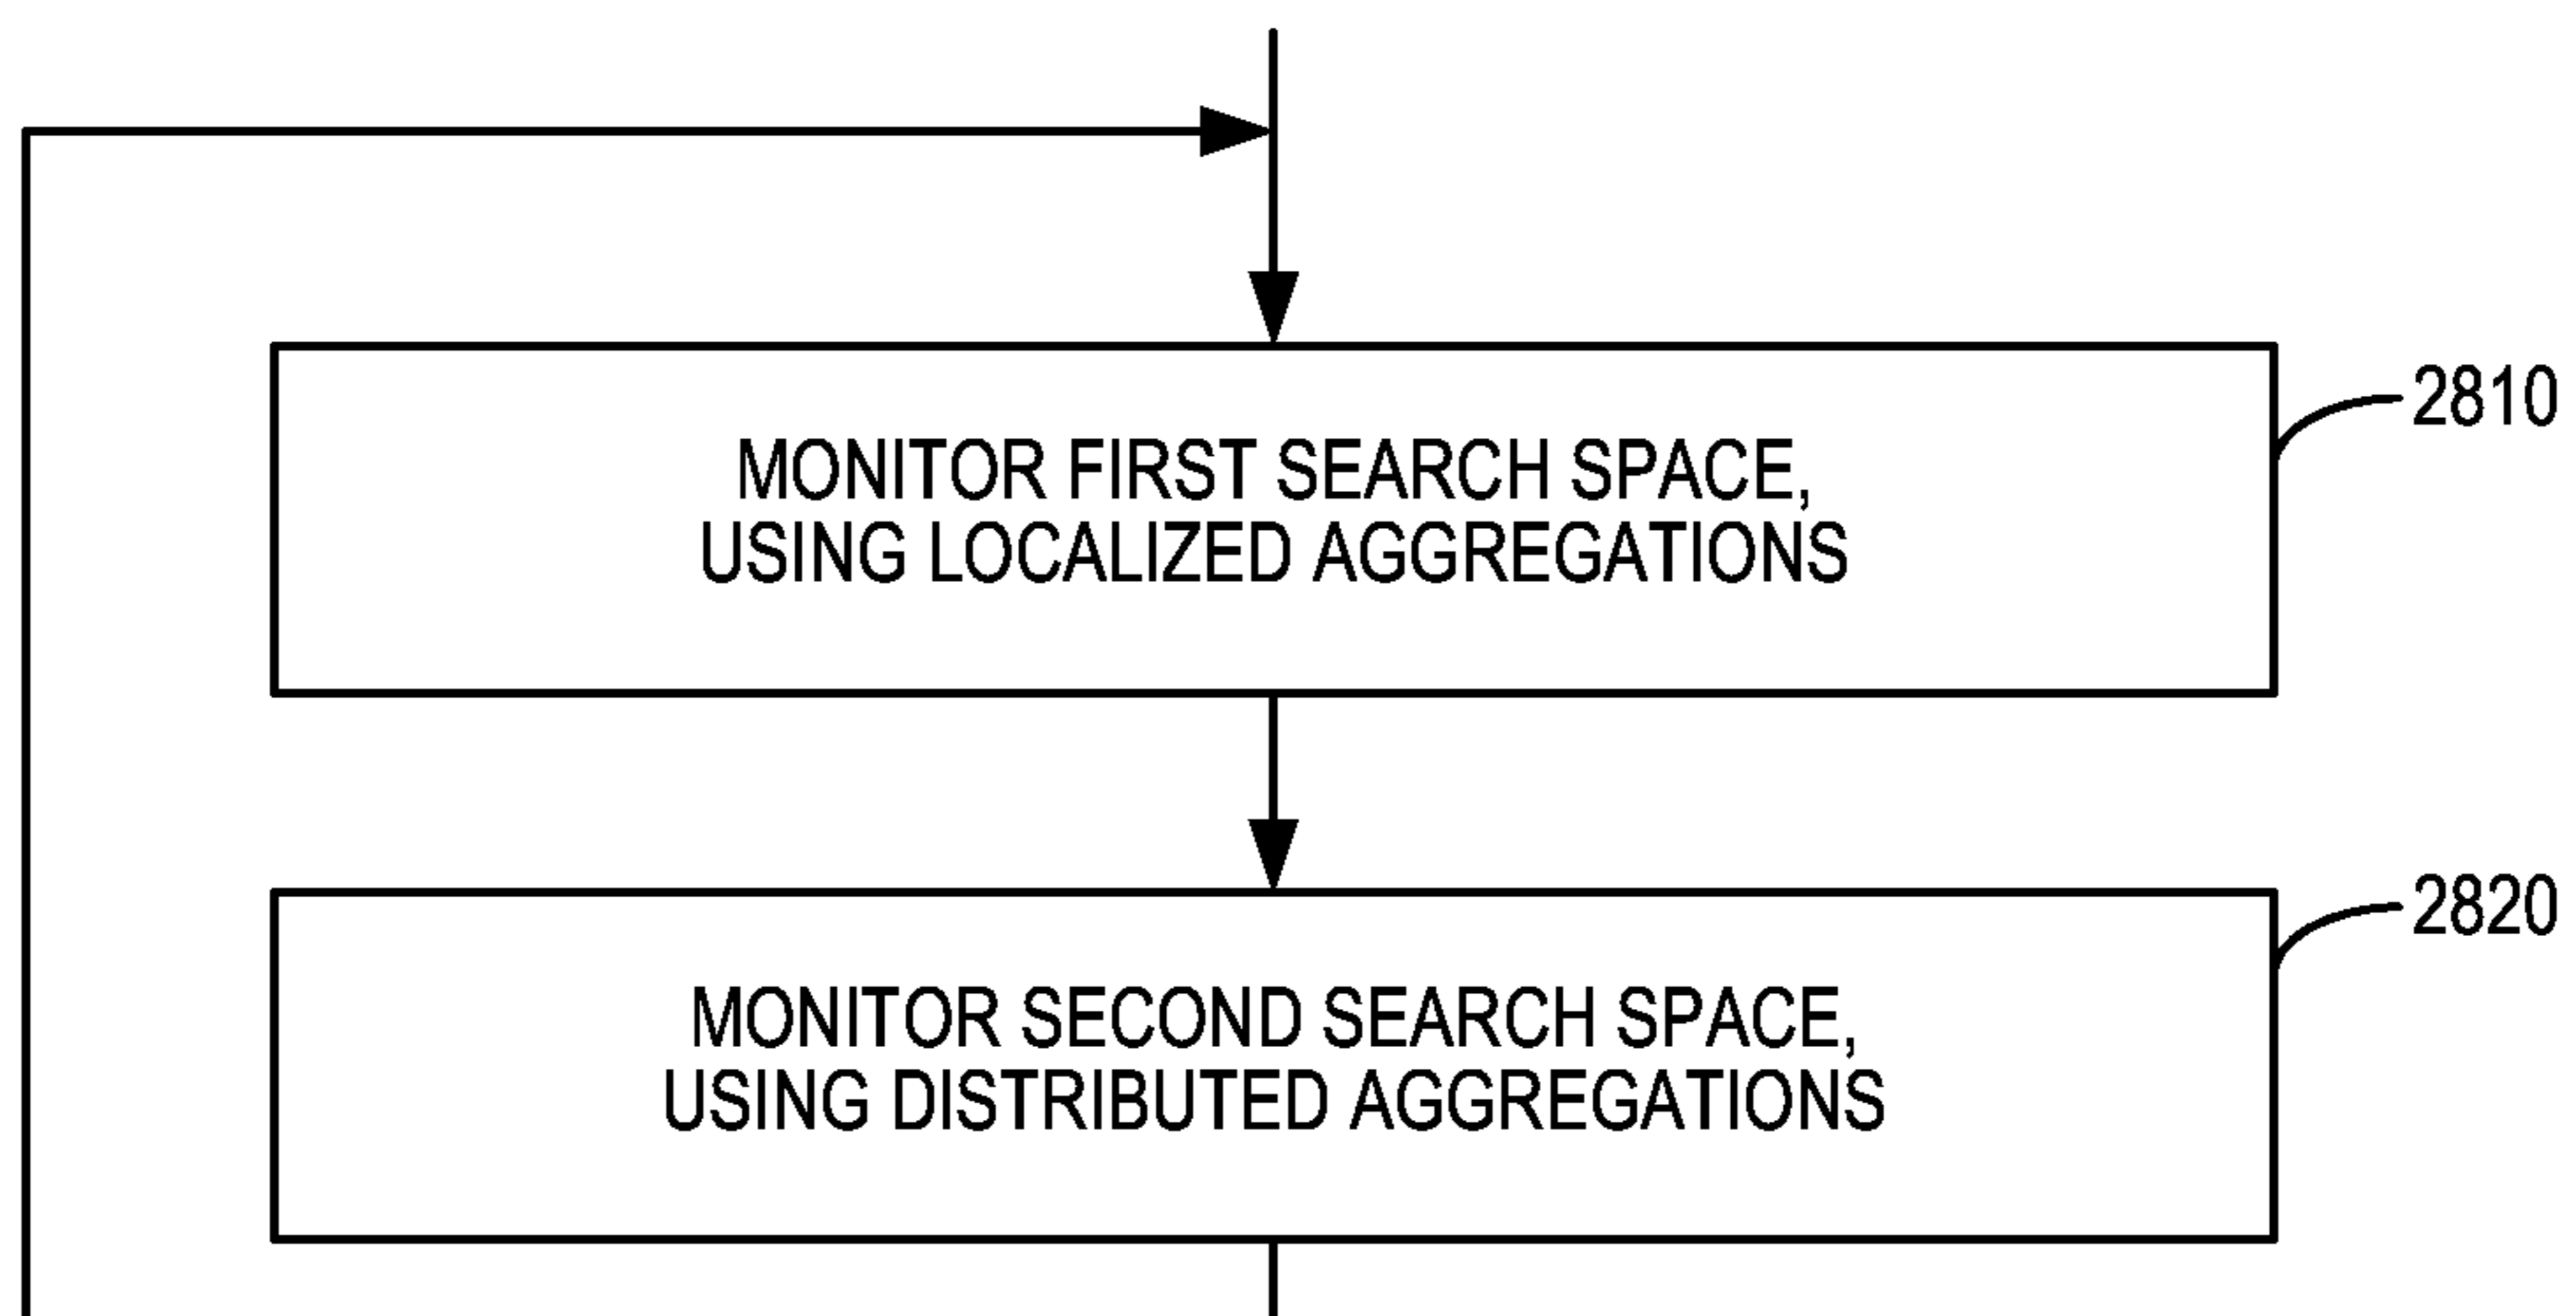 2810
MONITOR FIRST SEARCH SPACE,
USING LOCALIZED AGGREGATIONS
2820
MONITOR SECOND SEARCH SPACE,
USING DISTRIBUTED AGGREGATIONS